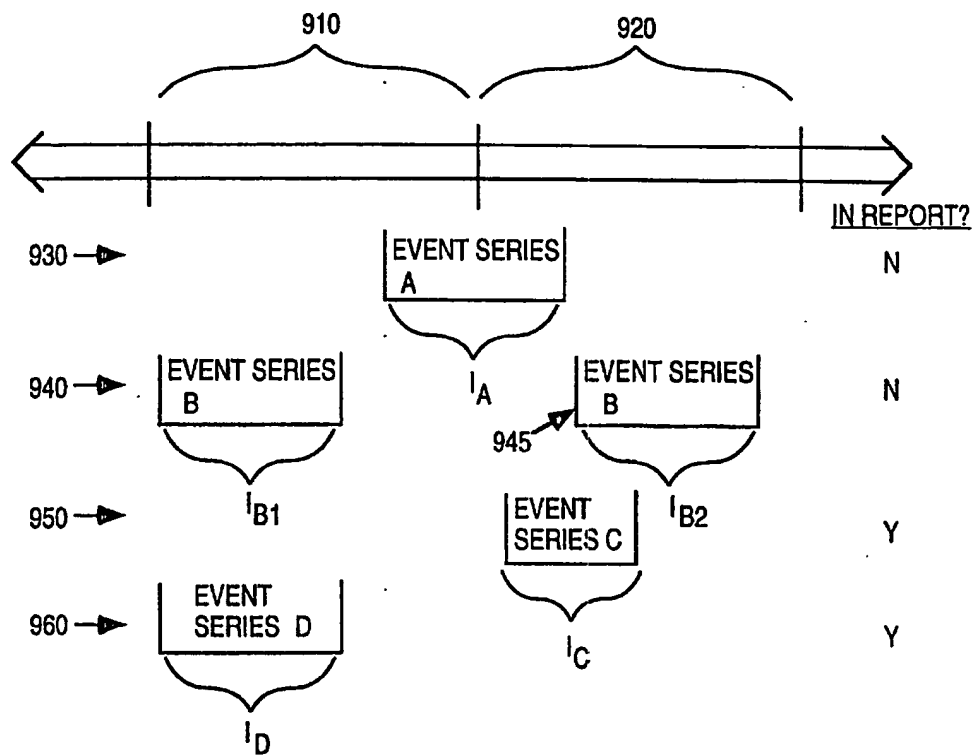 910
920
IN REPORT?
930
EVENT SERIES
A
N
I_A
940
EVENT SERIES
B
EVENT SERIES
B
N
945
I_B1
I_B2
950
EVENT
SERIES C
Y
960
EVENT
SERIES D
I_C
Y
I_D